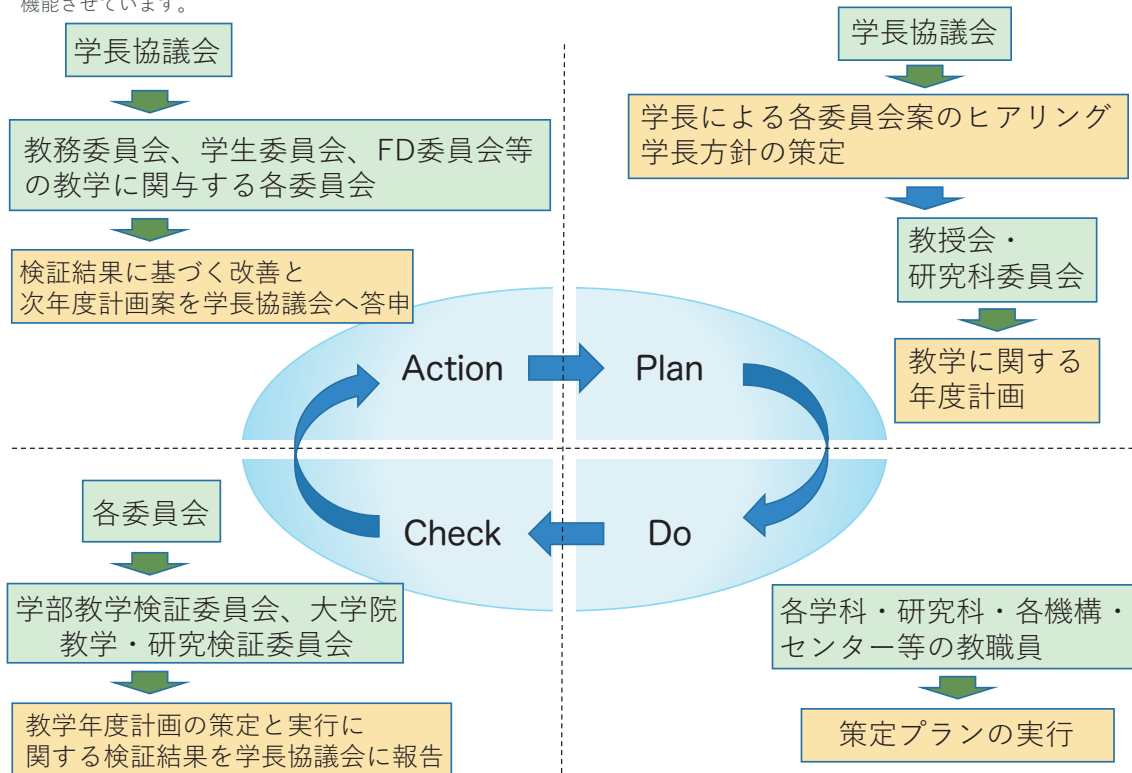 機能させています。
学長協議会
教務委員会、学生委員会、FD委員会等
の教学に関与する各委員会
検証結果に基づく改善と
次年度計画案を学長協議会へ答申
学長協議会
学長による各委員会案のヒアリング
学長方針の策定
教授会・
研究科委員会
教学に関する
年度計画
Action
Plan
Check
Do
各委員会
学部教学検証委員会、大学院
教学・研究検証委員会
教学年度計画の策定と実行に
関する検証結果を学長協議会に報告
各学科・研究科・各機構・
センター等の教職員
策定プランの実行